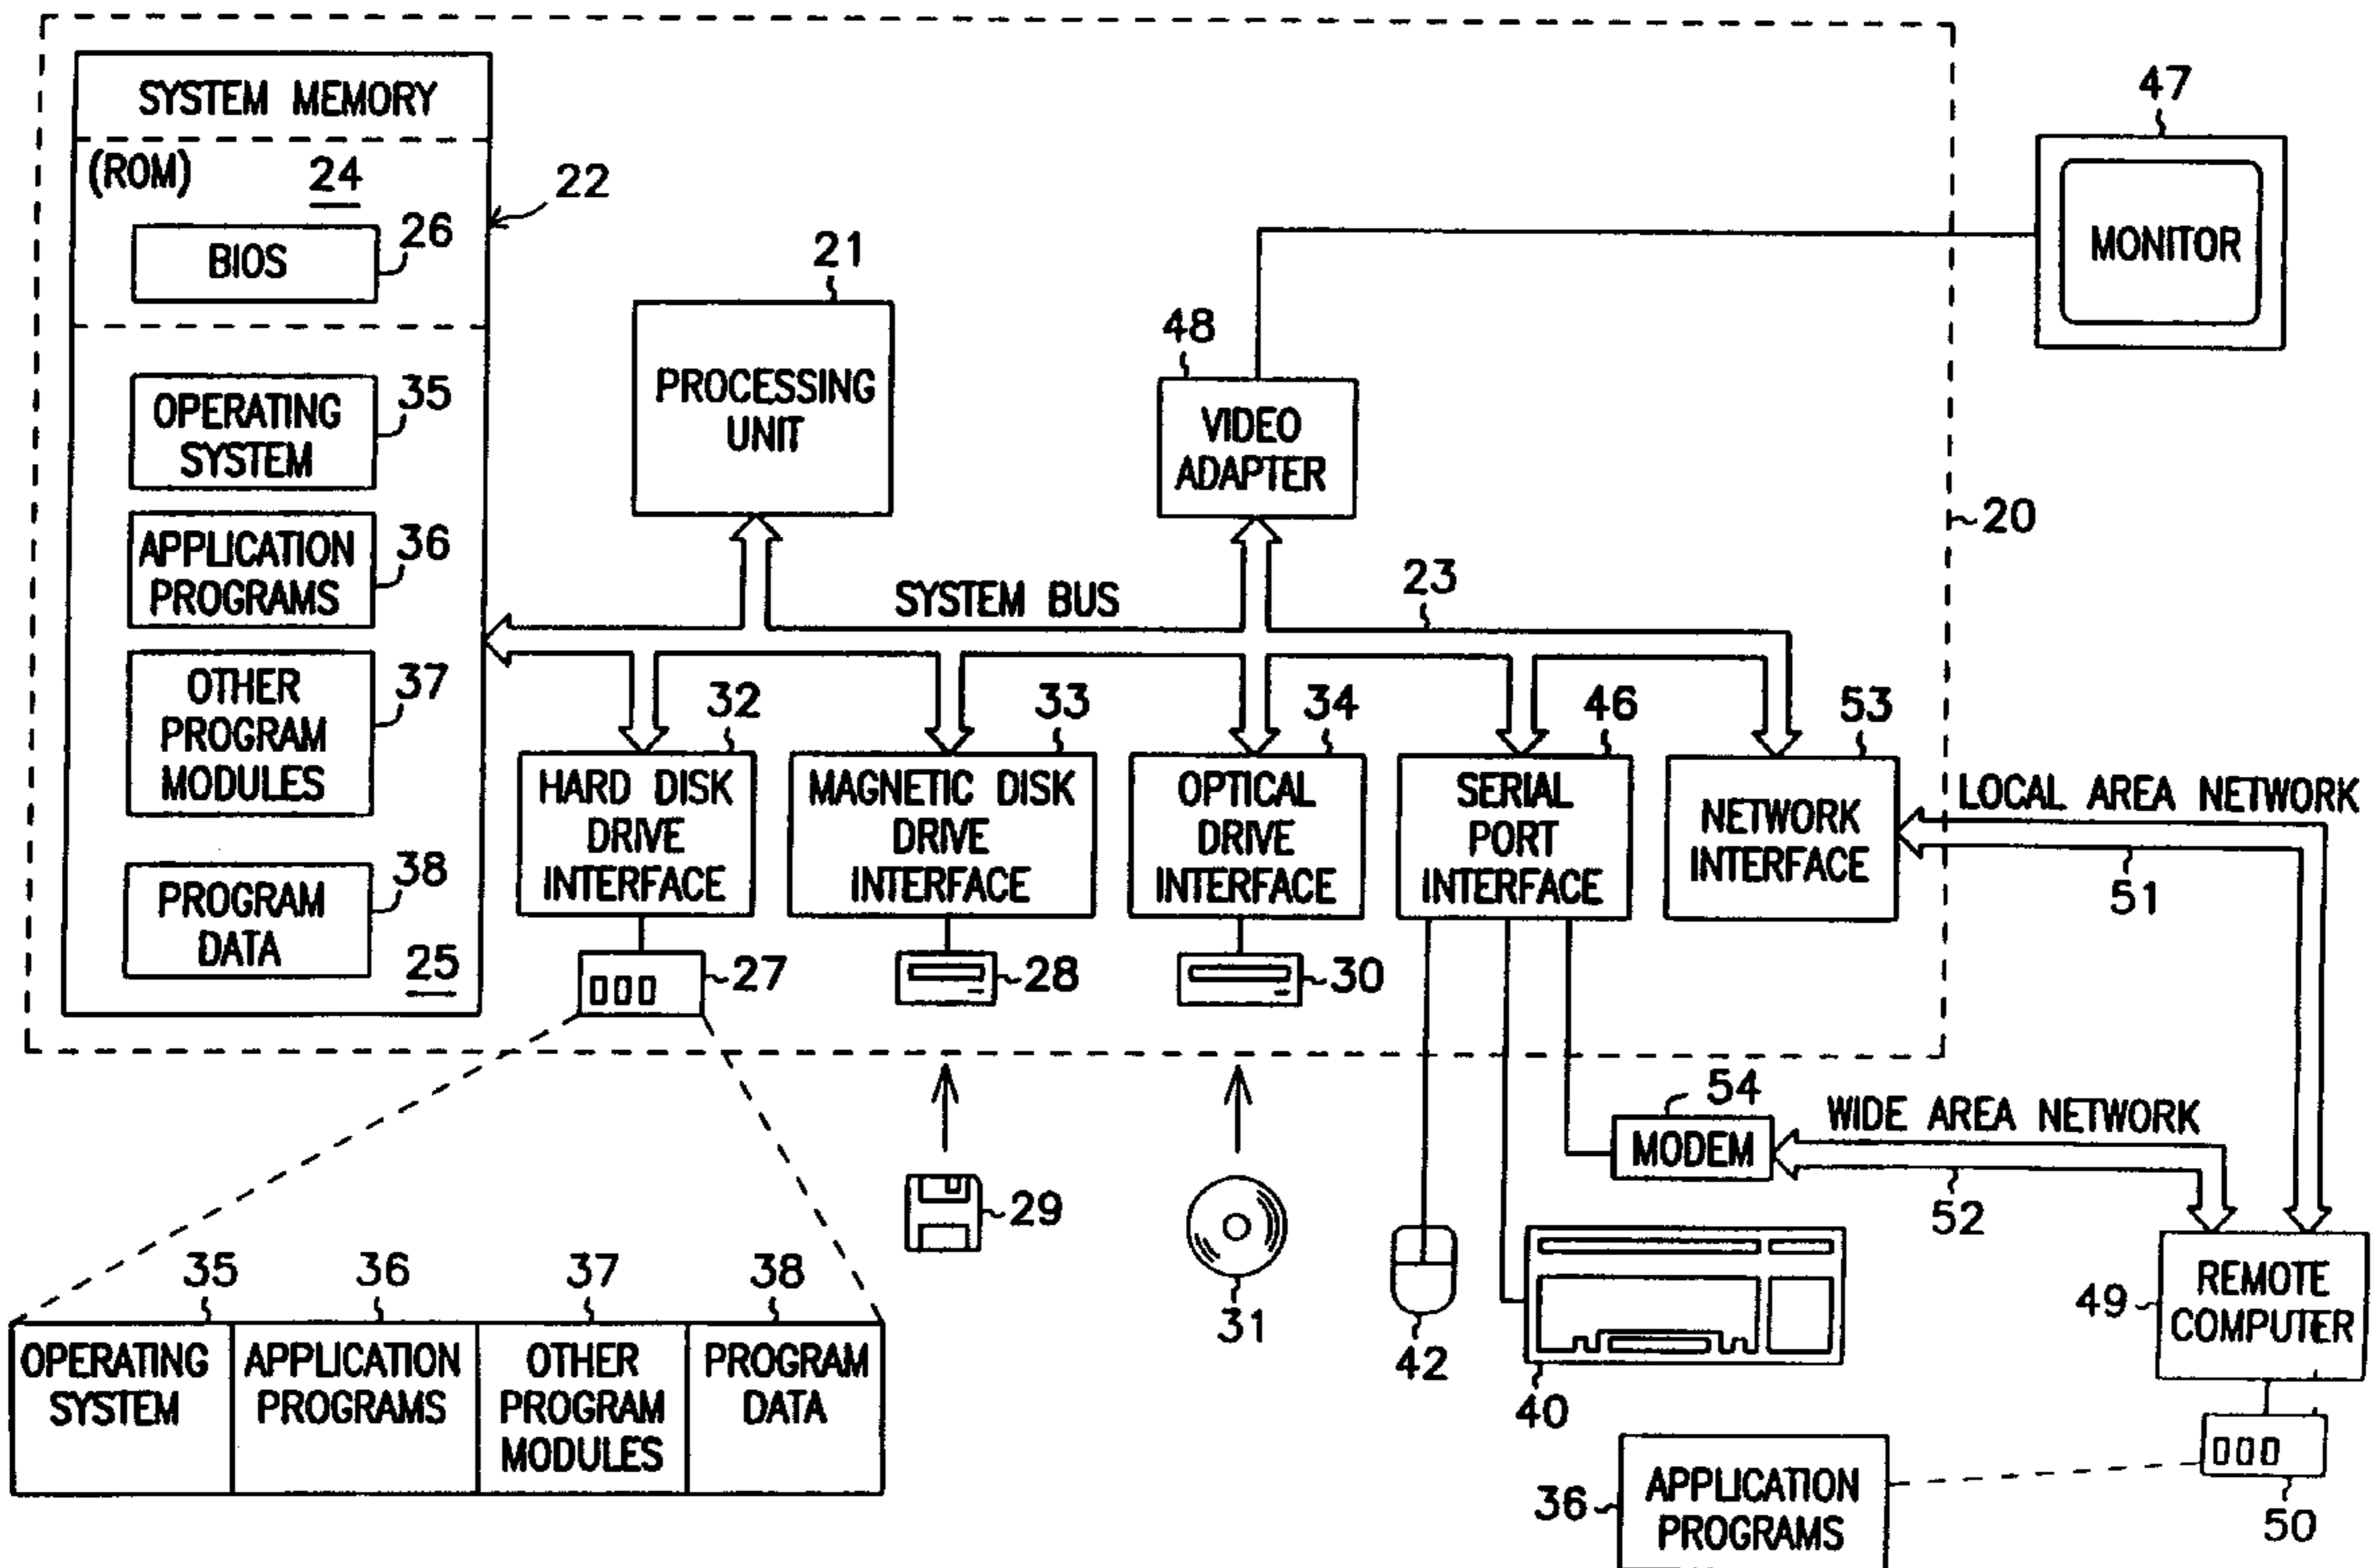 SYSTEM MEMORY
(ROM)
24
22
BIOS
26
OPERATING
SYSTEM
35
APPLICATION
PROGRAMS
36
OTHER
PROGRAM
MODULES
37
PROGRAM
DATA
38
25
21
PROCESSING
UNIT
48
VIDEO
ADAPTER
47
MONITOR
20
SYSTEM BUS
23
32
HARD DISK
DRIVE
INTERFACE
33
MAGNETIC DISK
DRIVE
INTERFACE
34
OPTICAL
DRIVE
INTERFACE
46
SERIAL
PORT
INTERFACE
53
NETWORK
INTERFACE
LOCAL AREA NETWORK
51
27
28
30
29
31
42
40
54
MODEM
WIDE AREA NETWORK
52
49
REMOTE
COMPUTER
50
36
APPLICATION
PROGRAMS
35
OPERATING
SYSTEM
36
APPLICATION
PROGRAMS
37
OTHER
PROGRAM
MODULES
38
PROGRAM
DATA